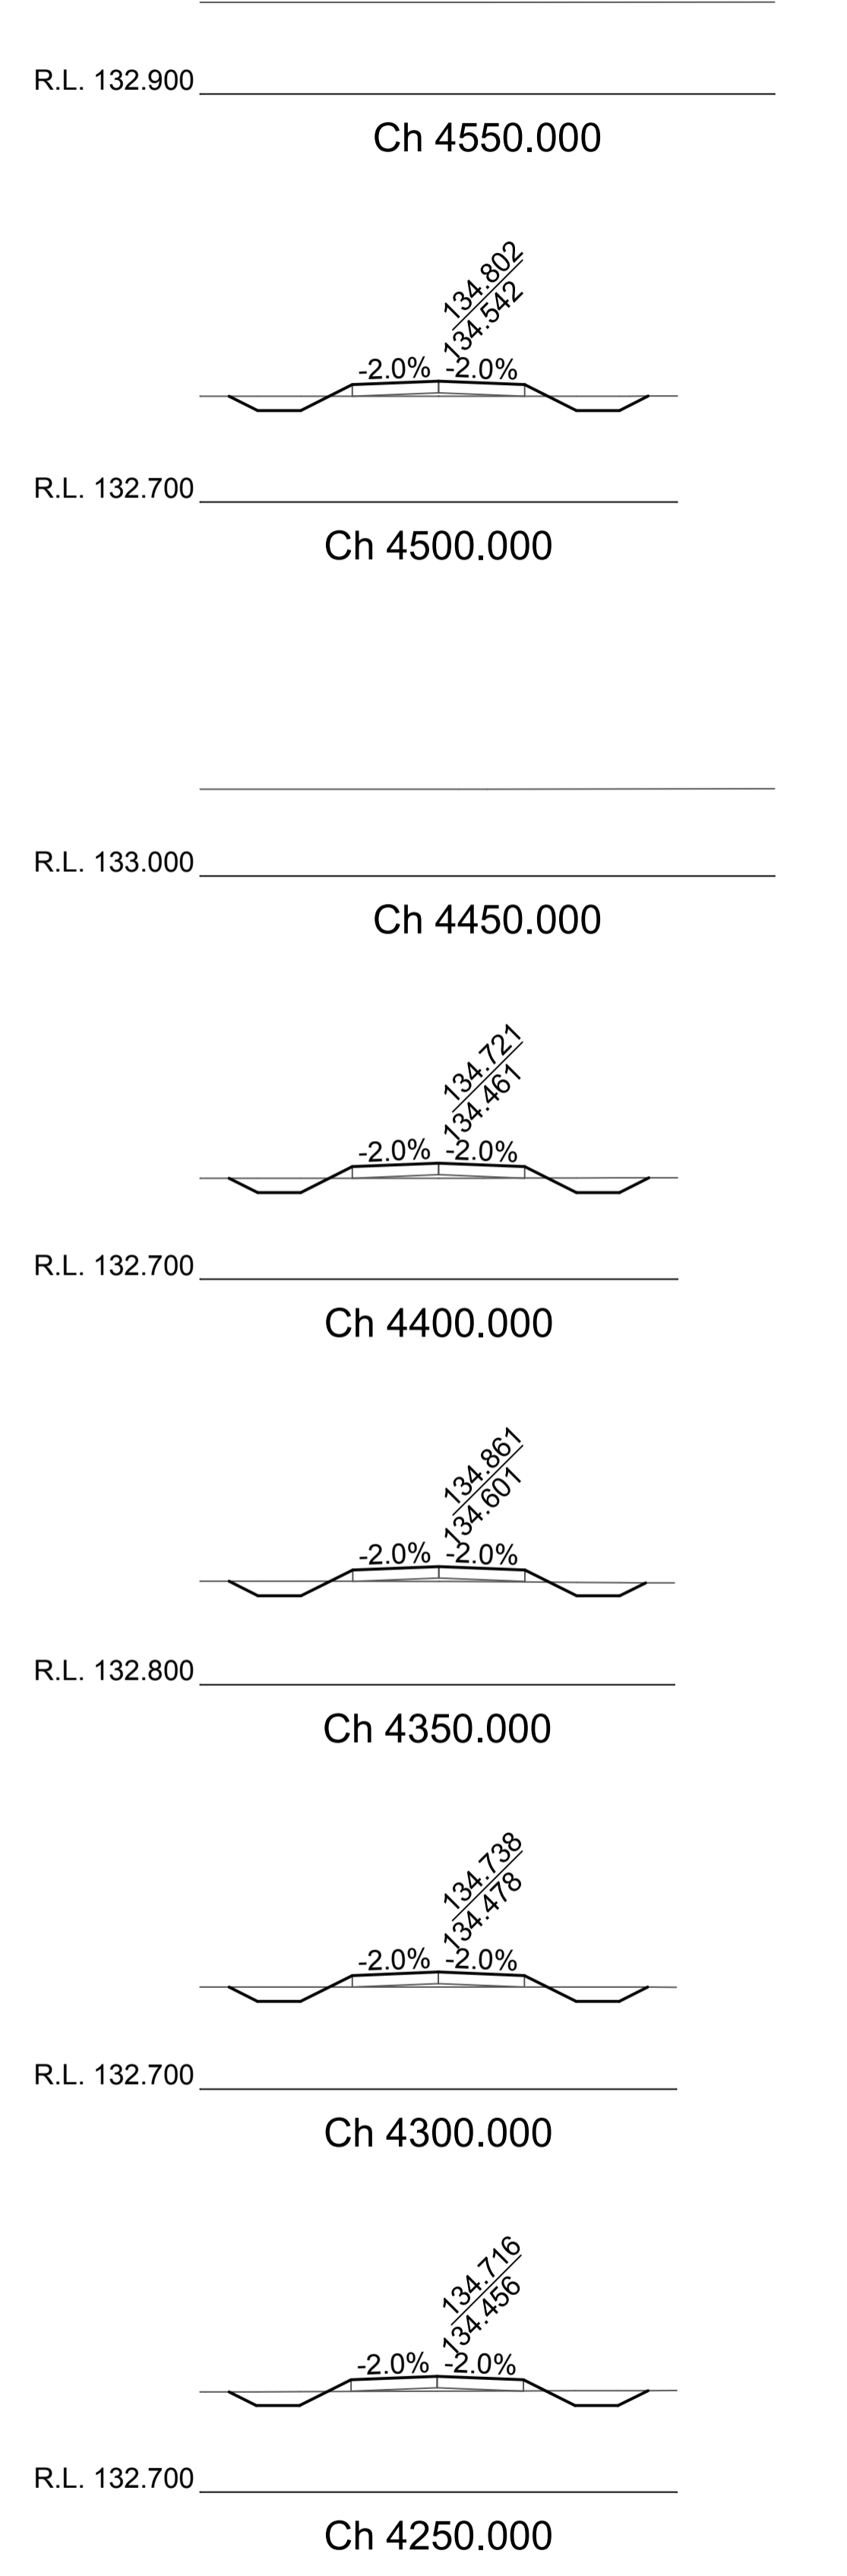 R.L. 132.900
Ch 4550.000
134.802
134.542
-2.0% -2.0%
R.L. 132.700
Ch 4500.000
R.L. 133.000
Ch 4450.000
134.721
134.461
-2.0% -2.0%
R.L. 132.700
Ch 4400.000
134.861
134.601
-2.0% -2.0%
R.L. 132.800
Ch 4350.000
134.738
134.478
-2.0% -2.0%
R.L. 132.700
Ch 4300.000
134.716
134.456
-2.0% -2.0%
R.L. 132.700
Ch 4250.000